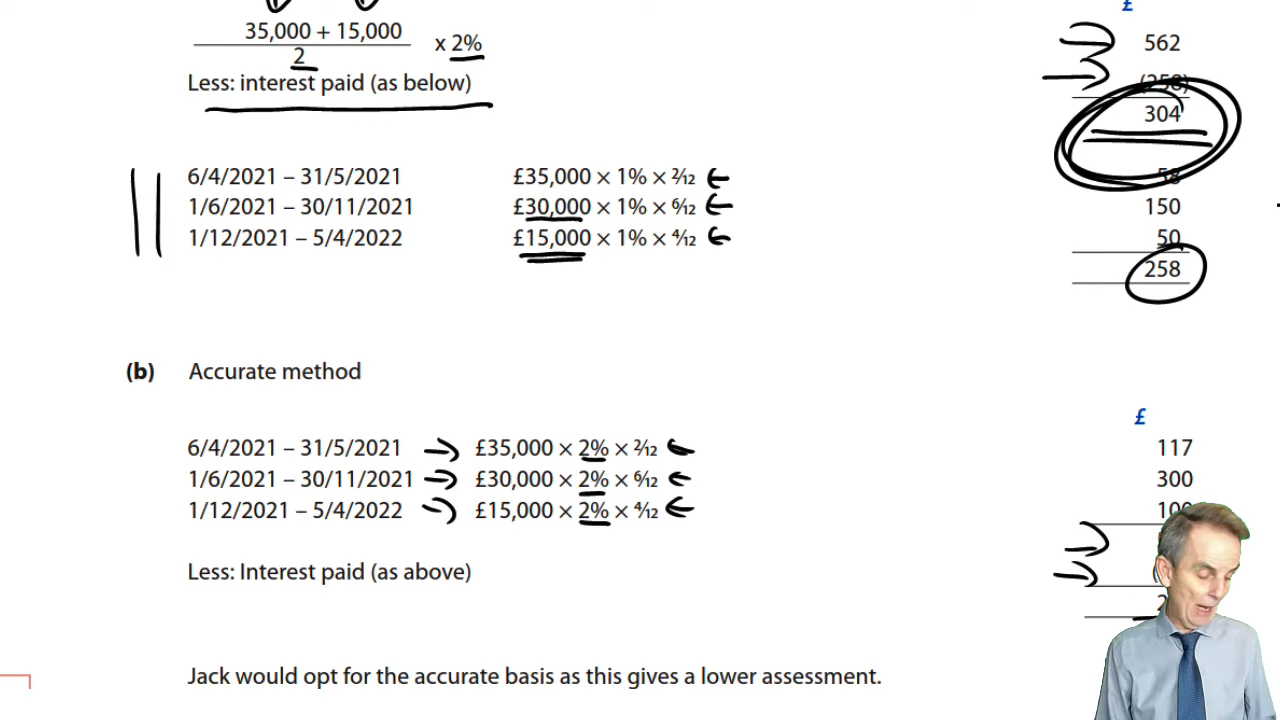 £
35,000 + 15,000
2
x 2%
562
Less: interest paid (as below)
(258)
304
6/4/2021 – 31/5/2021 £35,000 × 1% × 2/12 58
1/6/2021 – 30/11/2021 £30,000 × 1% × 6/12 150
1/12/2021 – 5/4/2022 £15,000 × 1% × 4/12 50
258
(b) Accurate method
£
6/4/2021 – 31/5/2021 £35,000 × 2% × 2/12 117
1/6/2021 – 30/11/2021 £30,000 × 2% × 6/12 300
1/12/2021 – 5/4/2022 £15,000 × 2% × 4/12 100
Less: Interest paid (as above)
Jack would opt for the accurate basis as this gives a lower assessment.